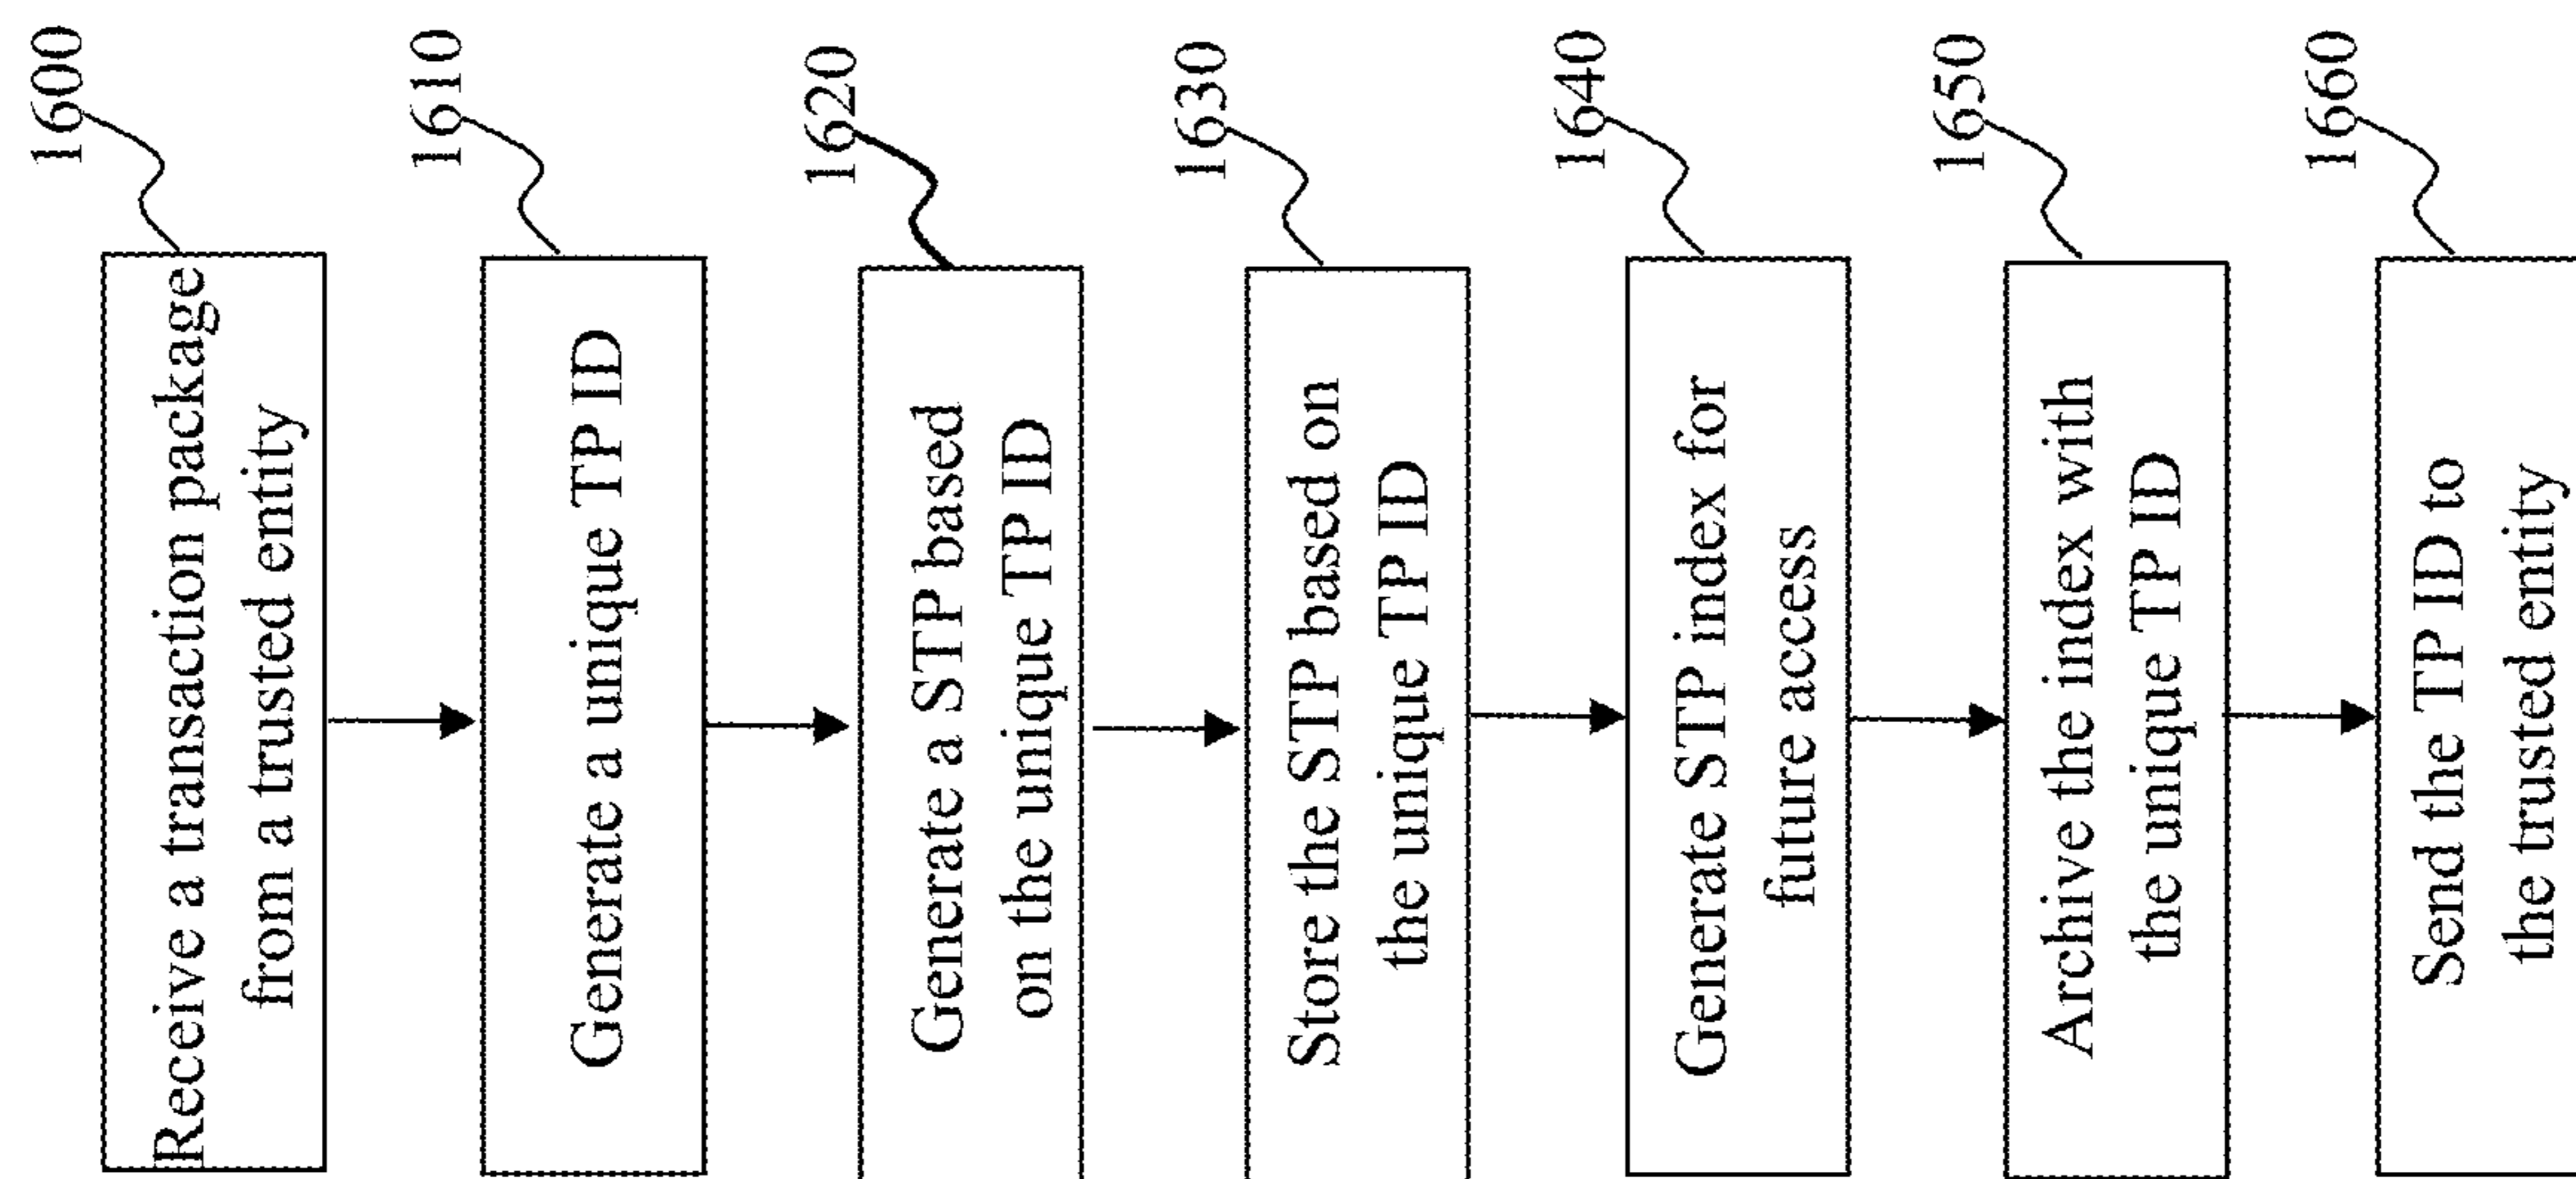 1600
Receive a transaction package
from a trusted entity
1610
Generate a unique TP ID
1620
Generate a STP based
on the unique TP ID
1630
Store the STP based on
the unique TP ID
1640
Generate STP index for
future access
1650
Archive the index with
the unique TP ID
1660
Send the TP ID to
the trusted entity